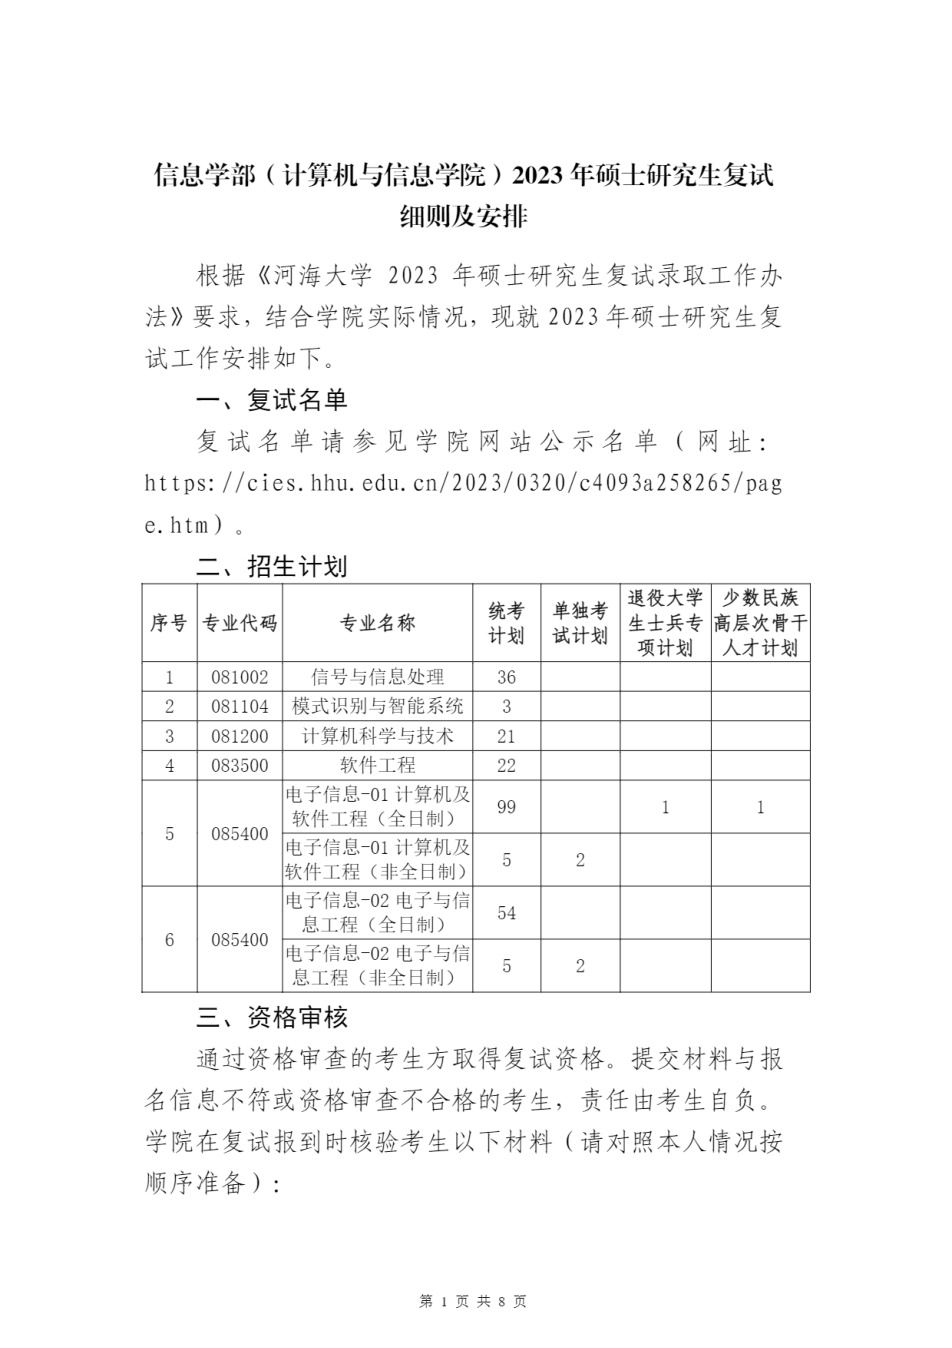 信息学部（计算机与信息学院）2023 年硕士研究生复试
细则及安排
根据《河海大学 2023 年硕士研究生复试录取工作办
法》要求，结合学院实际情况，现就 2023 年硕士研究生复
试工作安排如下。
一、复试名单
复试名单请参见学院网站公示名单（网址：
https://cies.hhu.edu.cn/2023/0320/c4093a258265/pag
e.htm）。
二、招生计划
序号 专业代码 专业名称 统考计划 单独考试计划 退役大学生士兵专项计划 少数民族高层次骨干人才计划
1 081002 信号与信息处理 36
2 081104 模式识别与智能系统 3
3 081200 计算机科学与技术 21
4 083500 软件工程 22
5 085400 电子信息-01 计算机及软件工程（全日制） 99 1 1
电子信息-01 计算机及软件工程（非全日制） 5 2
6 085400 电子信息-02 电子与信息工程（全日制） 54
电子信息-02 电子与信息工程（非全日制） 5 2
三、资格审核
通过资格审查的考生方取得复试资格。提交材料与报
名信息不符或资格审查不合格的考生，责任由考生自负。
学院在复试报到时核验考生以下材料（请对照本人情况按
顺序准备）：
第 1 页 共 8 页